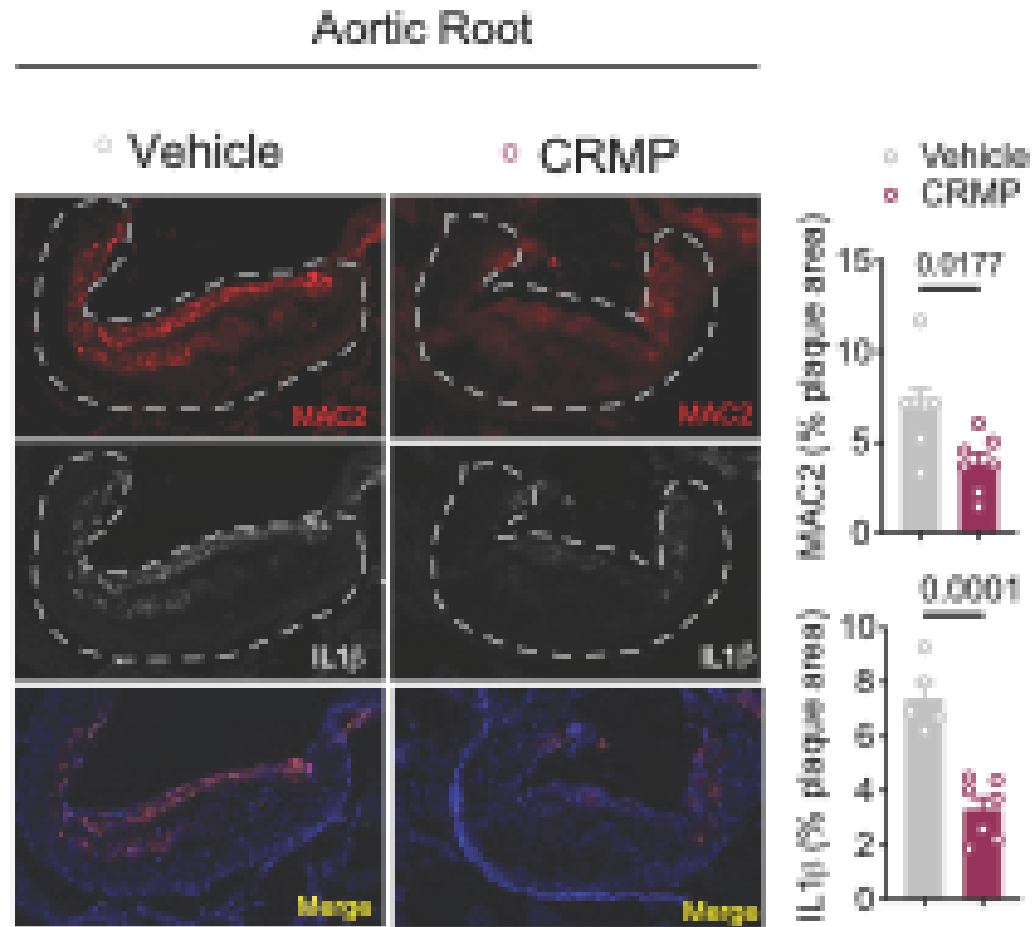 Aortic Root
Vehicle
CRMP
Vehicle
CRMP
MAC2
MAC2
MAC2 (% plaque area)
15
10
5
0
0.0177
IL1β
IL1β
Merge
Merge
IL1β (% plaque area)
10
8
6
4
2
0
0.0001